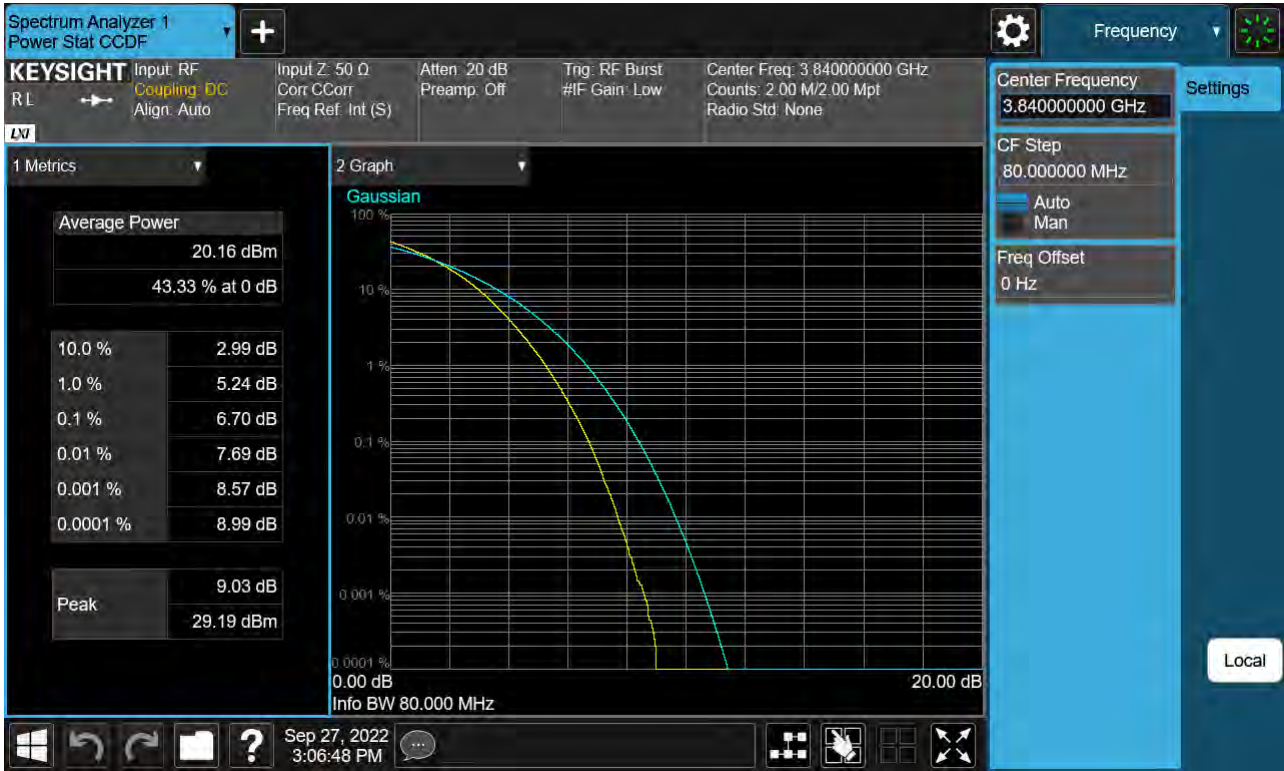 Spectrum Analyzer 1
Power Stat CCDF
Frequency
KEYSIGHT
R L
LXI
Input: RF
Coupling: DC
Align: Auto
Input Z: 50 Ω
Corr CCorr
Freq Ref: Int (S)
Atten: 20 dB
Preamp: Off
Trig: RF Burst
#IF Gain: Low
Center Freq: 3.840000000 GHz
Counts: 2.00 M/2.00 Mpt
Radio Std: None
Center Frequency
3.840000000 GHz
Settings
CF Step
80.000000 MHz
Auto
Man
Freq Offset
0 Hz
1 Metrics
Average Power
20.16 dBm
43.33 % at 0 dB
10.0 % 2.99 dB
1.0 % 5.24 dB
0.1 % 6.70 dB
0.01 % 7.69 dB
0.001 % 8.57 dB
0.0001 % 8.99 dB
Peak 9.03 dB
29.19 dBm
2 Graph
Gaussian
100 %
10 %
1 %
0.1 %
0.01 %
0.001 %
0.0001 %
0.00 dB 20.00 dB
Info BW 80.000 MHz
Local
?
Sep 27, 2022
3:06:48 PM